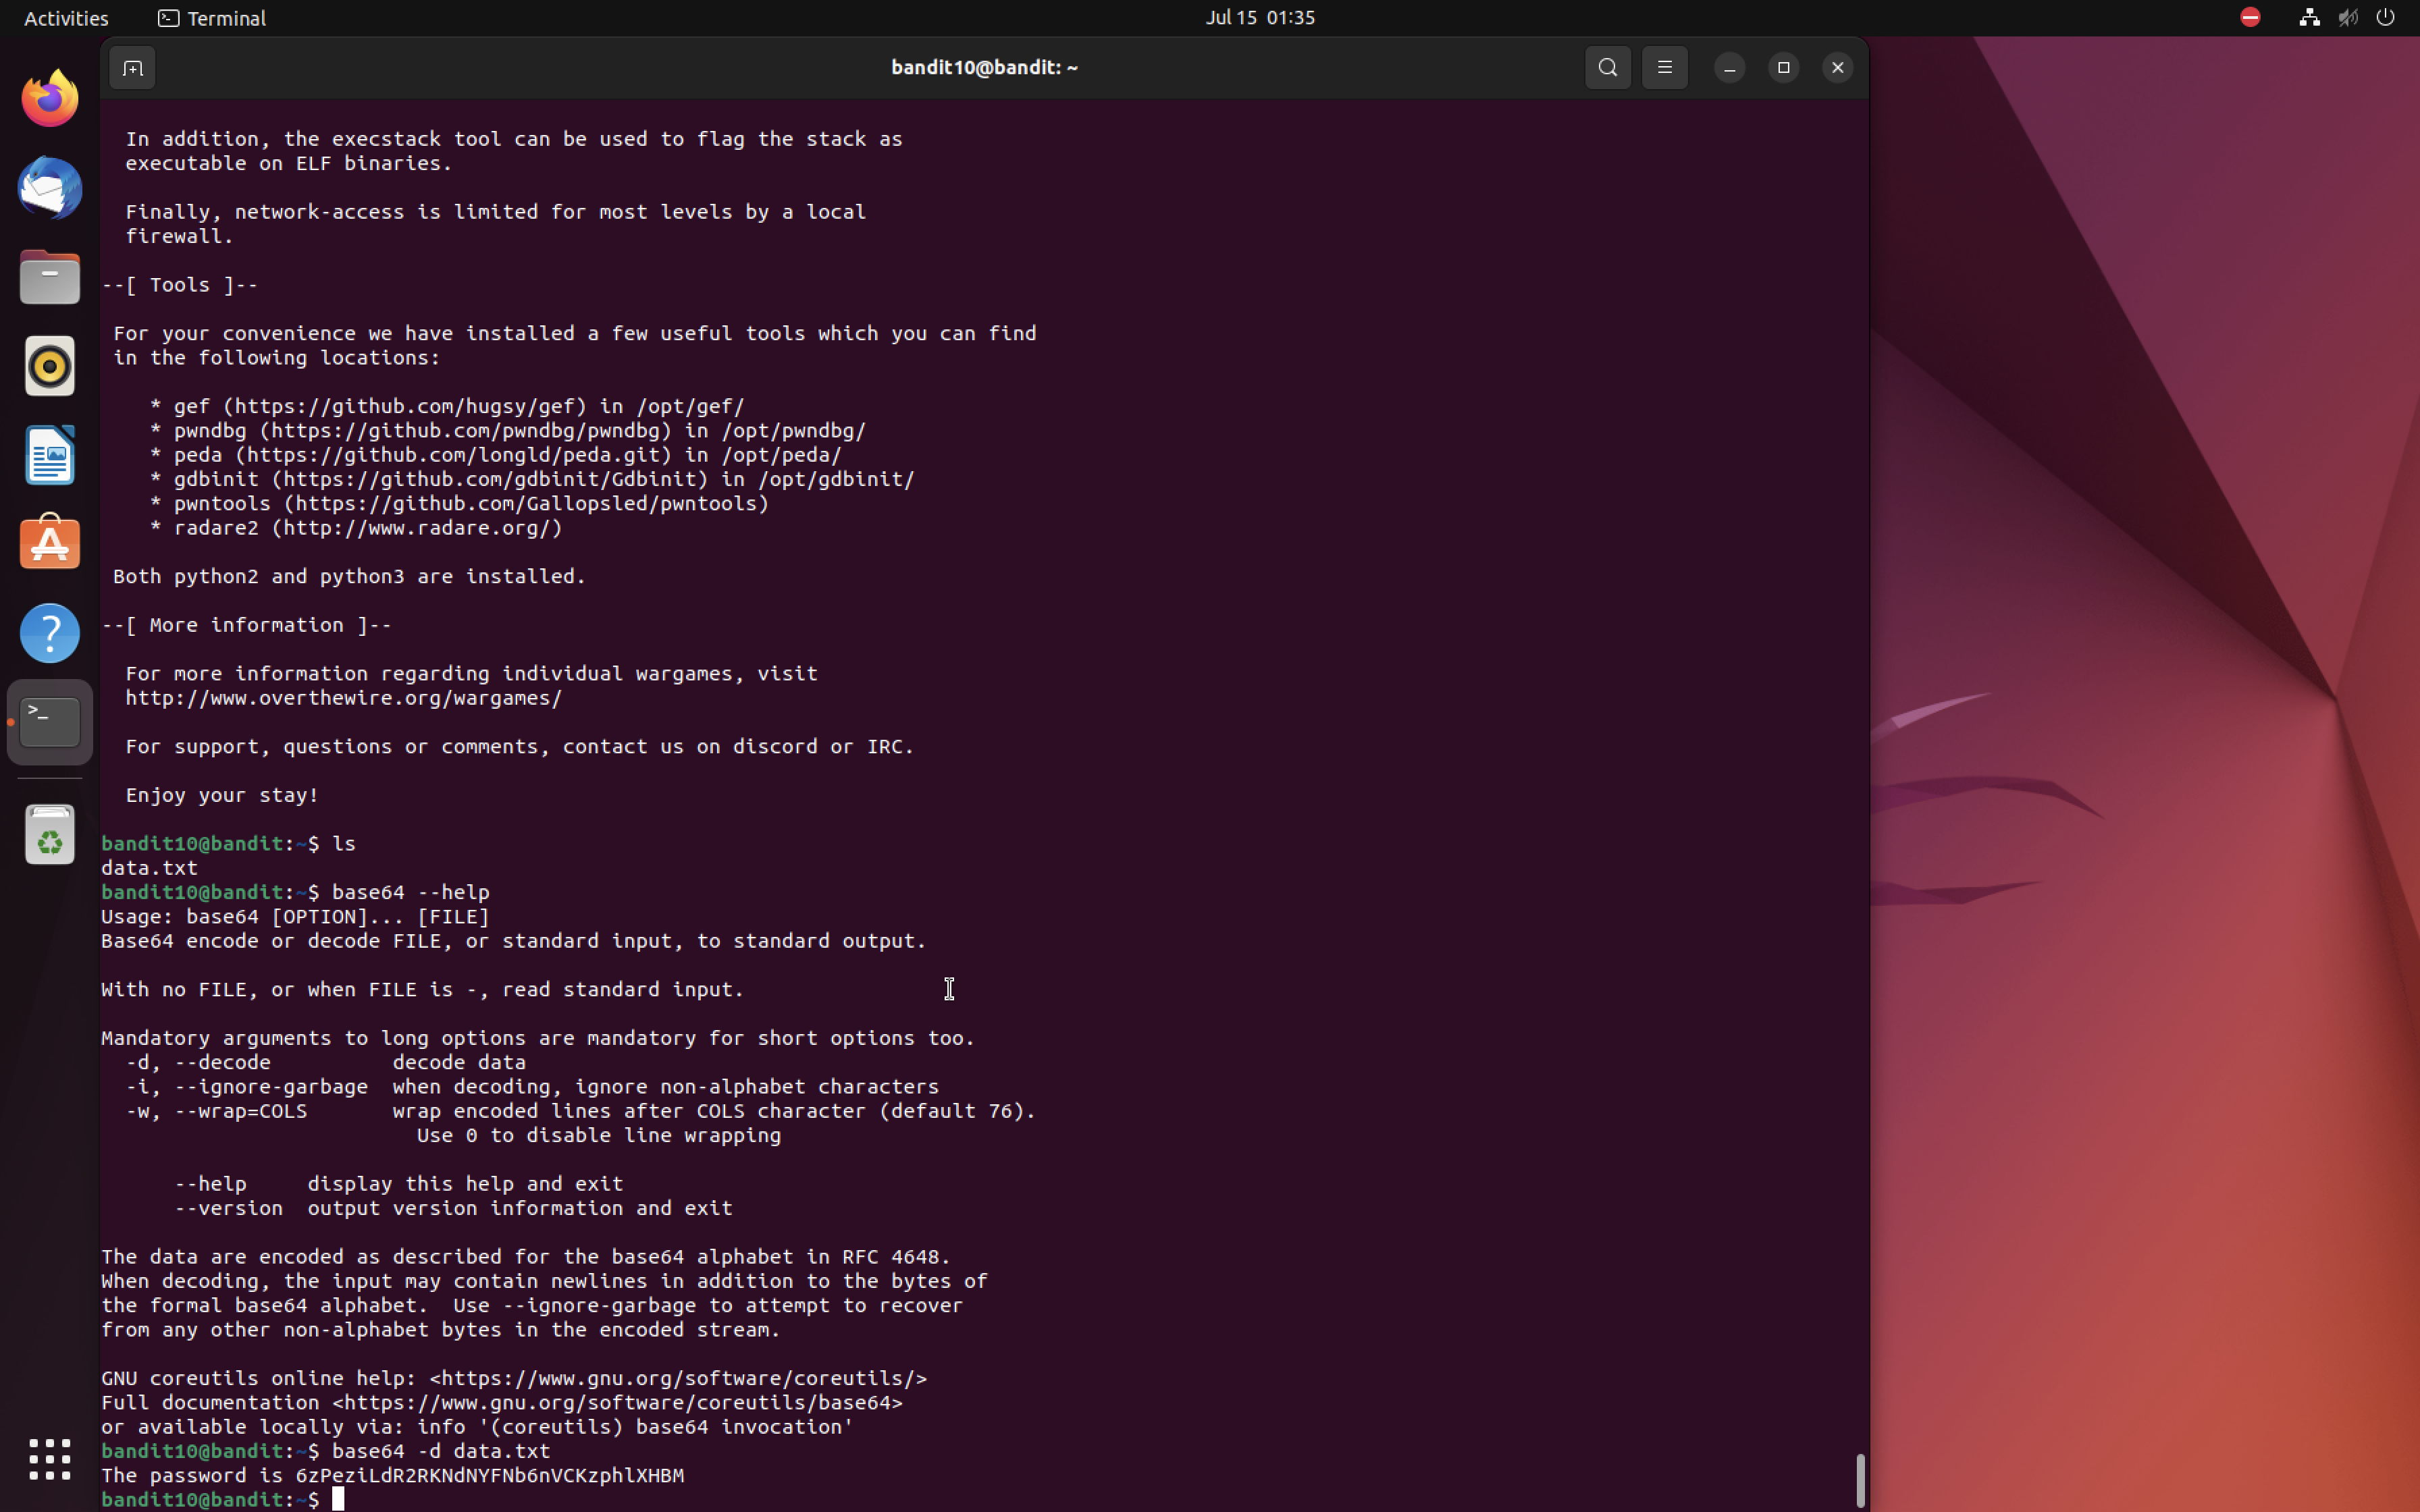 Activities
Terminal
Jul 15 01:35
bandit10@bandit: ~
In addition, the execstack tool can be used to flag the stack as
executable on ELF binaries.
Finally, network-access is limited for most levels by a local
firewall.
--[ Tools ]--
For your convenience we have installed a few useful tools which you can find
in the following locations:
* gef (https://github.com/hugsy/gef) in /opt/gef/
* pwndbg (https://github.com/pwndbg/pwndbg) in /opt/pwndbg/
* peda (https://github.com/longld/peda.git) in /opt/peda/
* gdbinit (https://github.com/gdbinit/Gdbinit) in /opt/gdbinit/
* pwntools (https://github.com/Gallopsled/pwntools)
* radare2 (http://www.radare.org/)
Both python2 and python3 are installed.
--[ More information ]--
For more information regarding individual wargames, visit
http://www.overthewire.org/wargames/
For support, questions or comments, contact us on discord or IRC.
Enjoy your stay!
bandit10@bandit:~$ ls
data.txt
bandit10@bandit:~$ base64 --help
Usage: base64 [OPTION]... [FILE]
Base64 encode or decode FILE, or standard input, to standard output.
With no FILE, or when FILE is -, read standard input.
Mandatory arguments to long options are mandatory for short options too.
-d, --decode          decode data
-i, --ignore-garbage  when decoding, ignore non-alphabet characters
-w, --wrap=COLS       wrap encoded lines after COLS character (default 76).
Use 0 to disable line wrapping
--help     display this help and exit
--version  output version information and exit
The data are encoded as described for the base64 alphabet in RFC 4648.
When decoding, the input may contain newlines in addition to the bytes of
the formal base64 alphabet.  Use --ignore-garbage to attempt to recover
from any other non-alphabet bytes in the encoded stream.
GNU coreutils online help: <https://www.gnu.org/software/coreutils/>
Full documentation <https://www.gnu.org/software/coreutils/base64>
or available locally via: info '(coreutils) base64 invocation'
bandit10@bandit:~$ base64 -d data.txt
The password is 6zPeziLdR2RKNdNYFNb6nVCKzphlXHBM
bandit10@bandit:~$